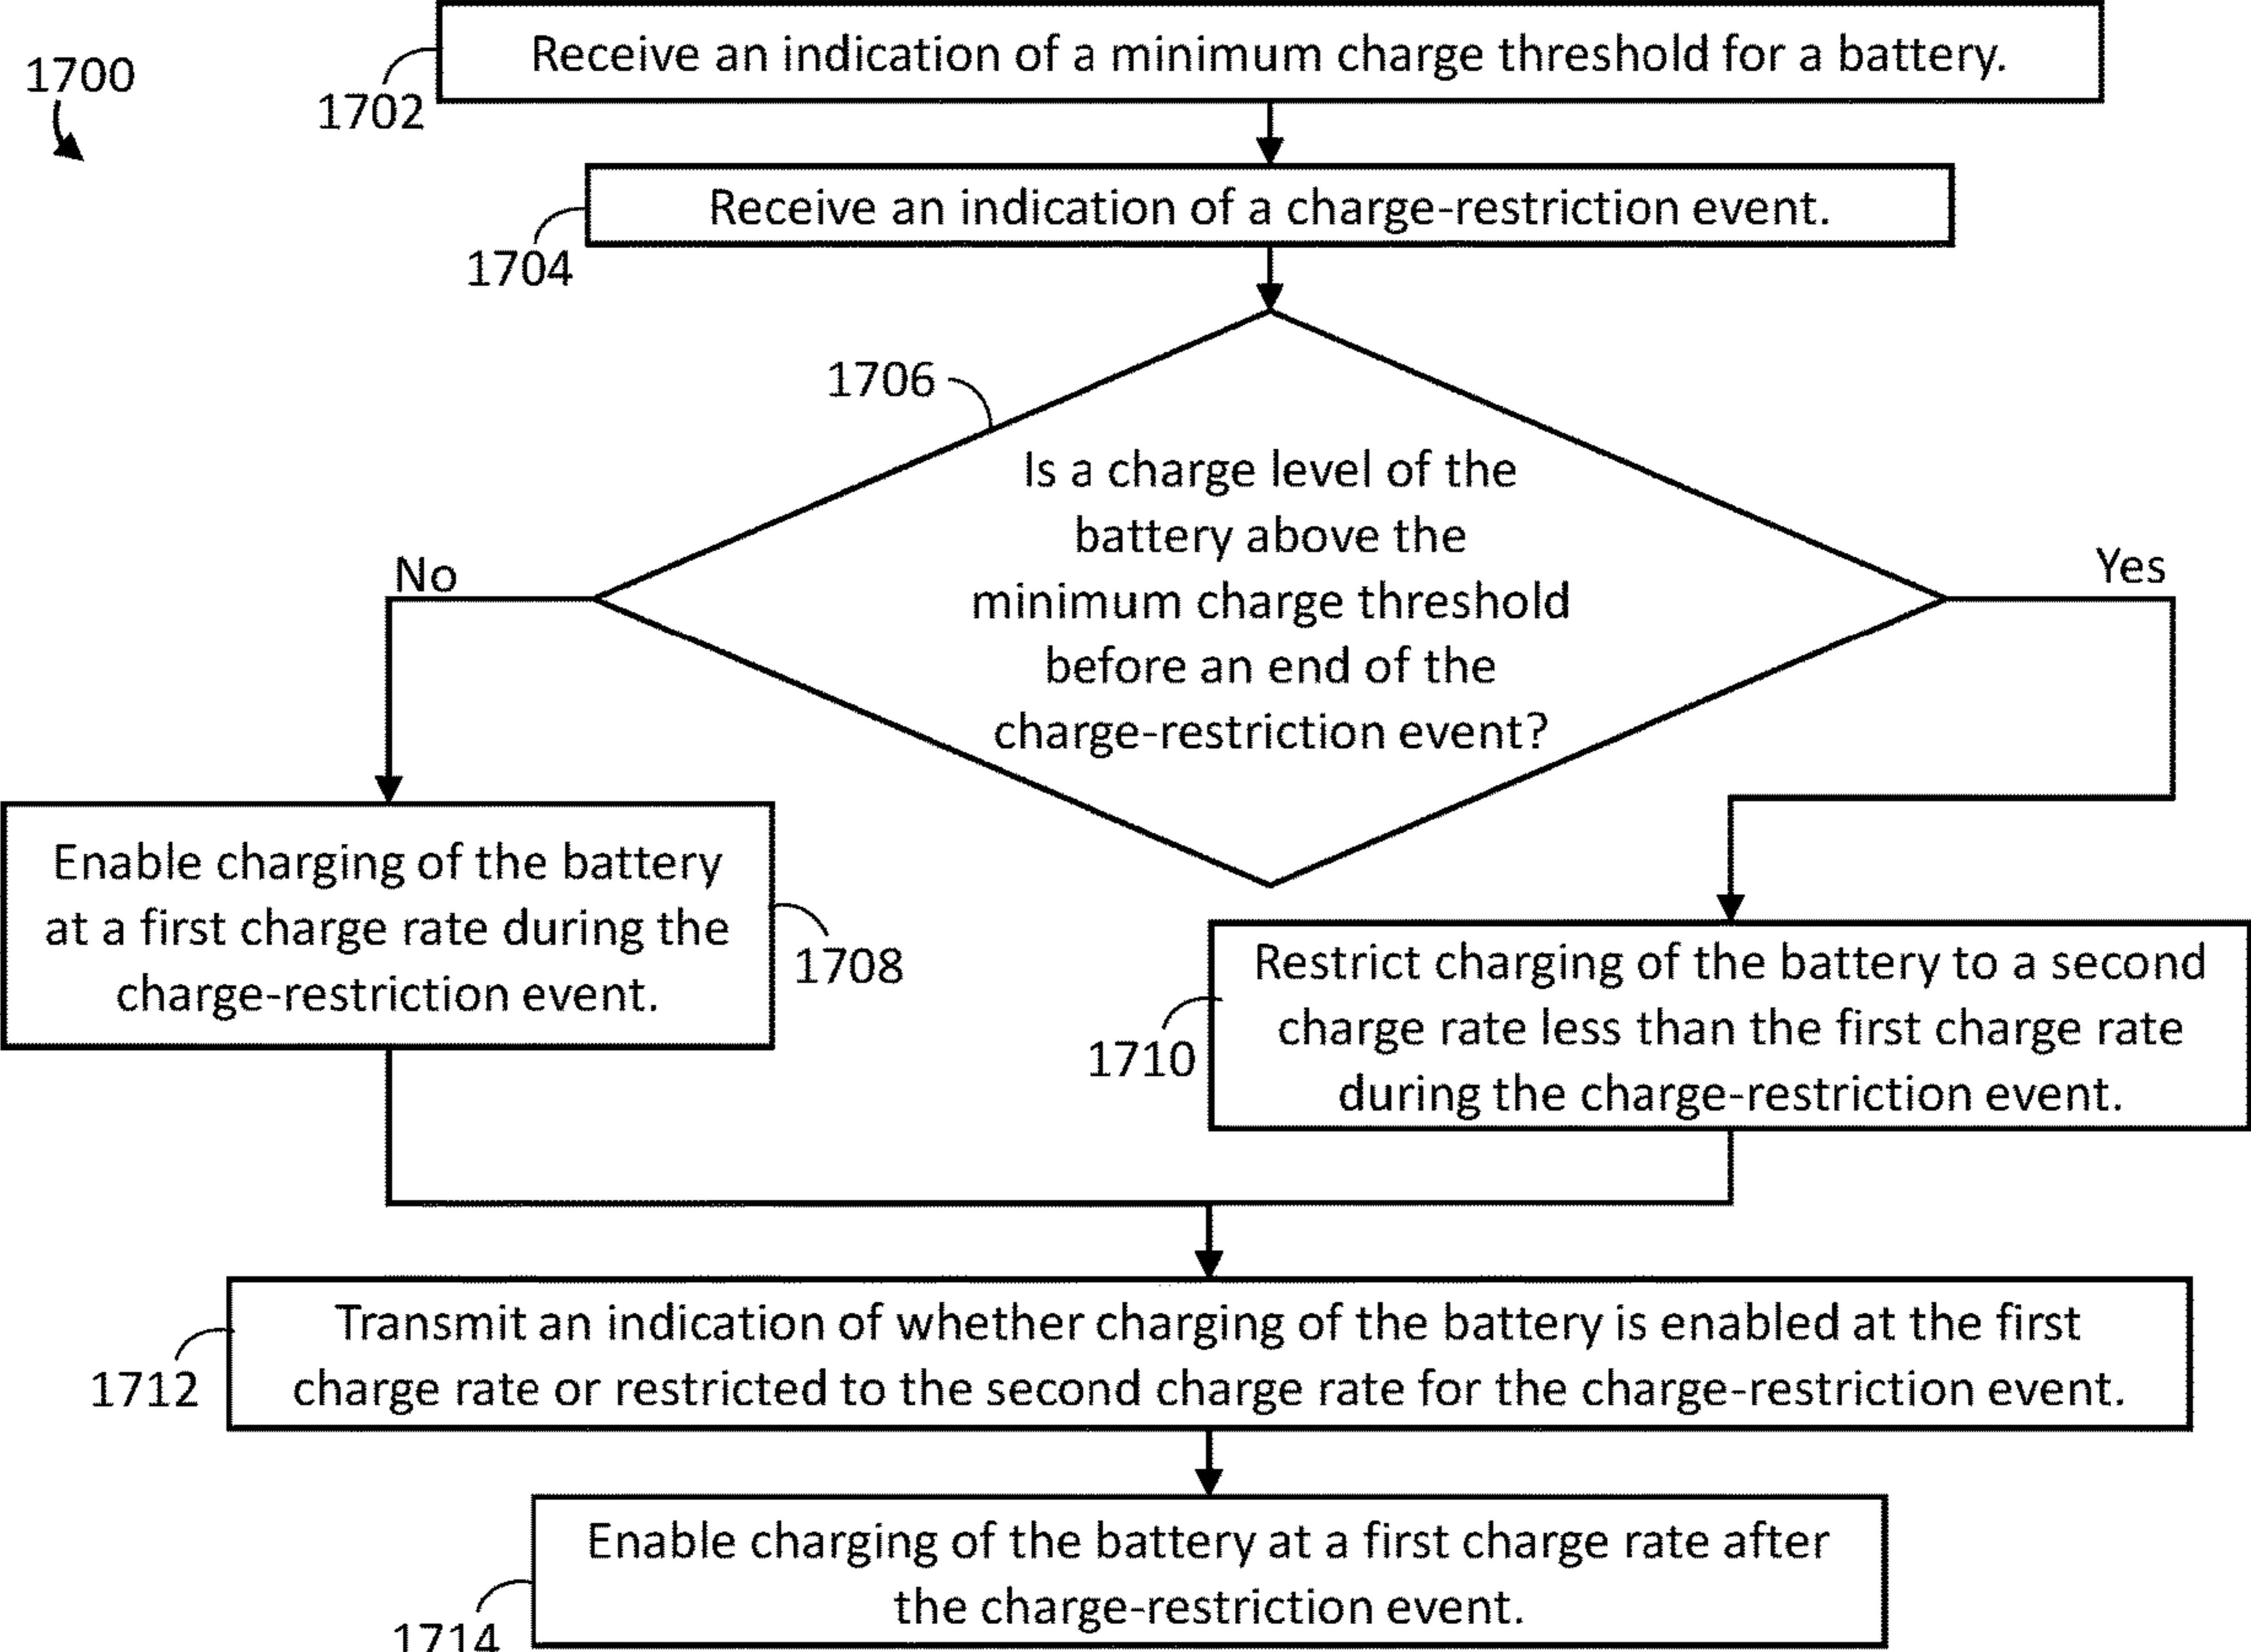 Receive an indication of a minimum charge threshold for a battery.
1700
1702
Receive an indication of a charge-restriction event.
1704
1706
Is a charge level of the
battery above the
minimum charge threshold
before an end of the
charge-restriction event?
No
Yes
Enable charging of the battery
at a first charge rate during the
charge-restriction event.
1708
Restrict charging of the battery to a second
charge rate less than the first charge rate
during the charge-restriction event.
1710
Transmit an indication of whether charging of the battery is enabled at the first
charge rate or restricted to the second charge rate for the charge-restriction event.
1712
Enable charging of the battery at a first charge rate after
the charge-restriction event.
1714